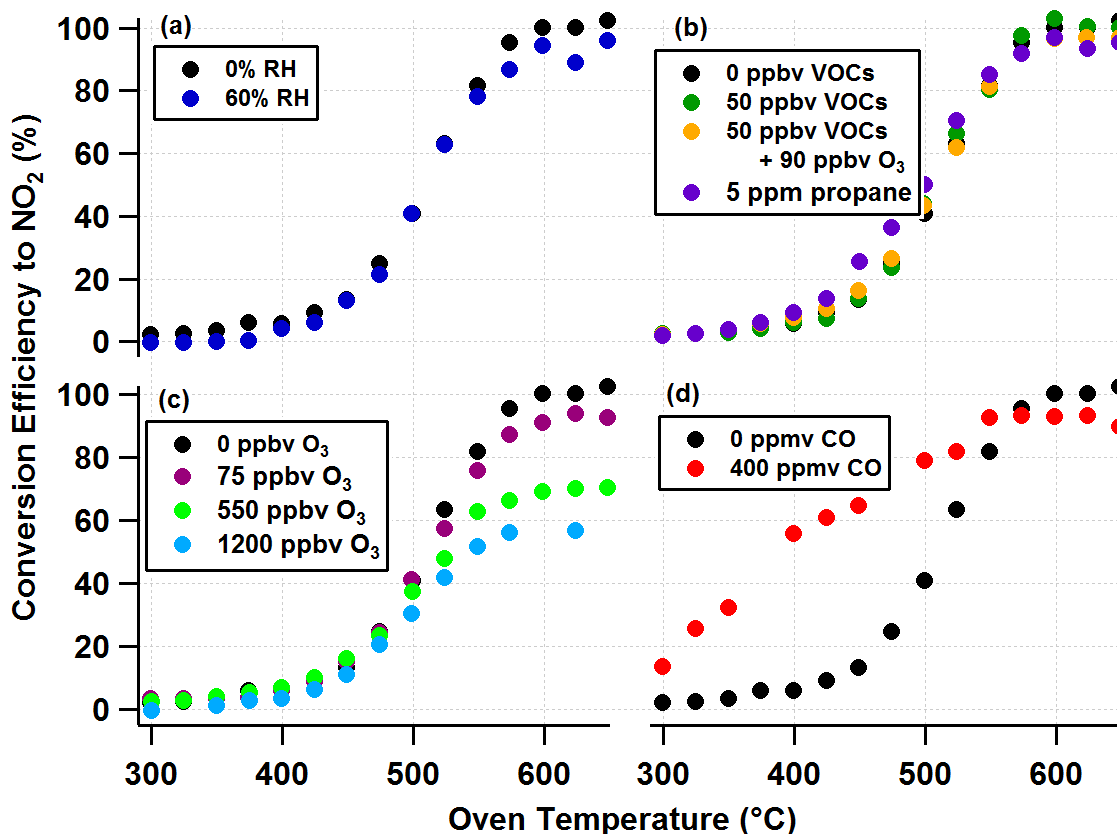 Conversion Efficiency to NO2 (%)
(a)
0% RH
60% RH
100
80
60
40
20
0
(b)
0 ppbv VOCs
50 ppbv VOCs
50 ppbv VOCs
+ 90 ppbv O3
5 ppm propane
(c)
0 ppbv O3
75 ppbv O3
550 ppbv O3
1200 ppbv O3
100
80
60
40
20
0
300 400 500 600
(d)
0 ppmv CO
400 ppmv CO
300 400 500 600
Oven Temperature (°C)